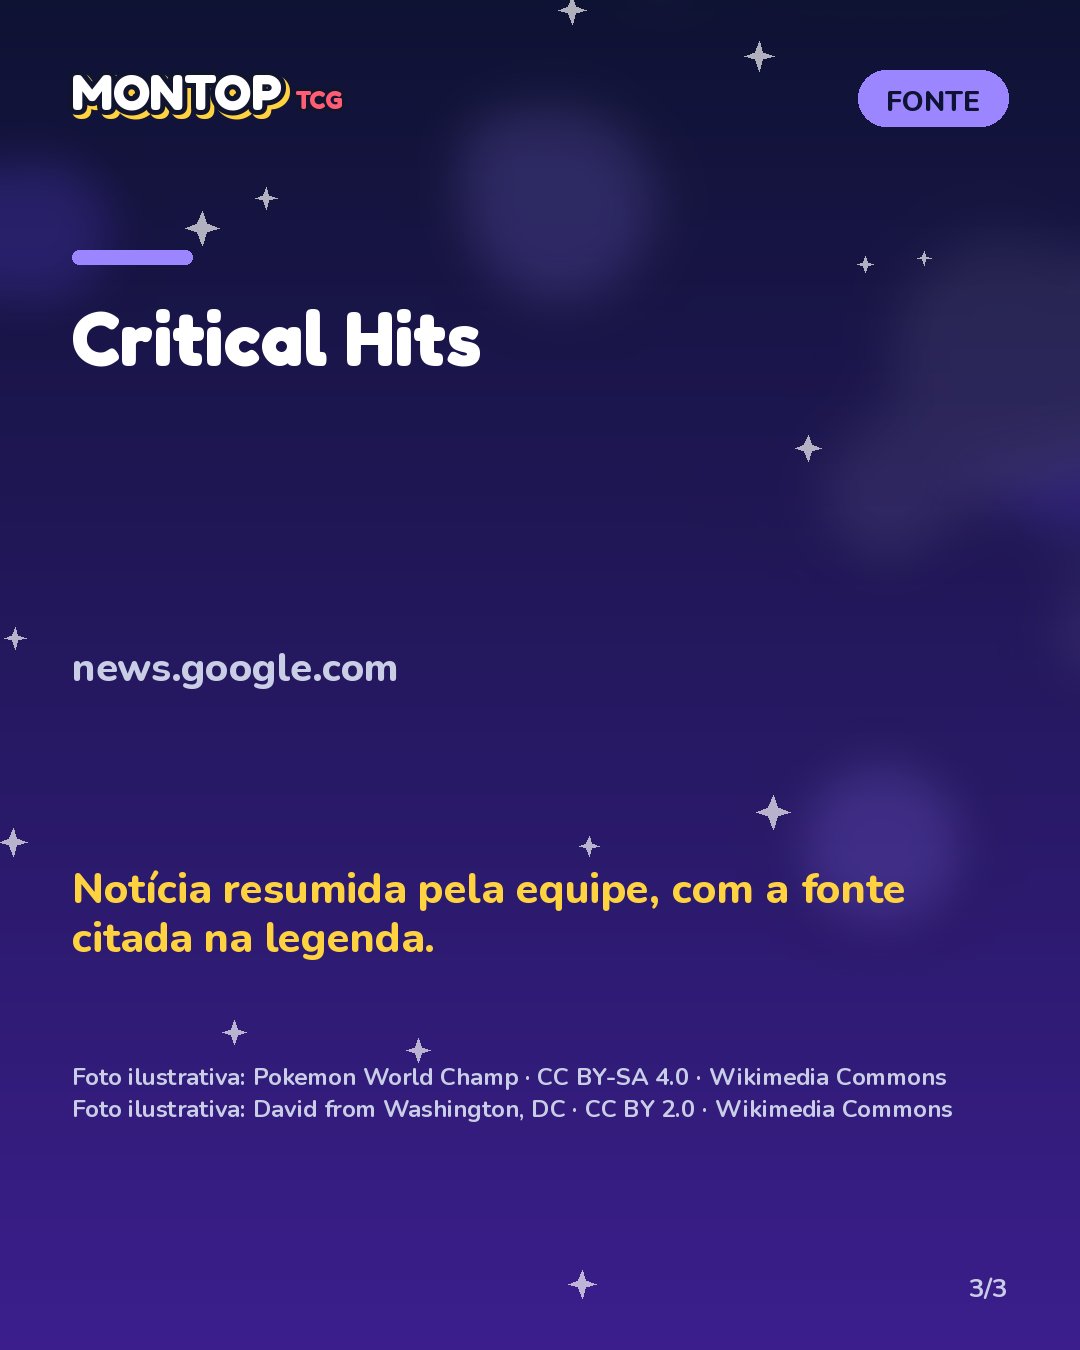 MONTOP TCG
FONTE
Critical Hits
news.google.com
Notícia resumida pela equipe, com a fonte
citada na legenda.
Foto ilustrativa: Pokemon World Champ · CC BY-SA 4.0 · Wikimedia Commons
Foto ilustrativa: David from Washington, DC · CC BY 2.0 · Wikimedia Commons
3/3